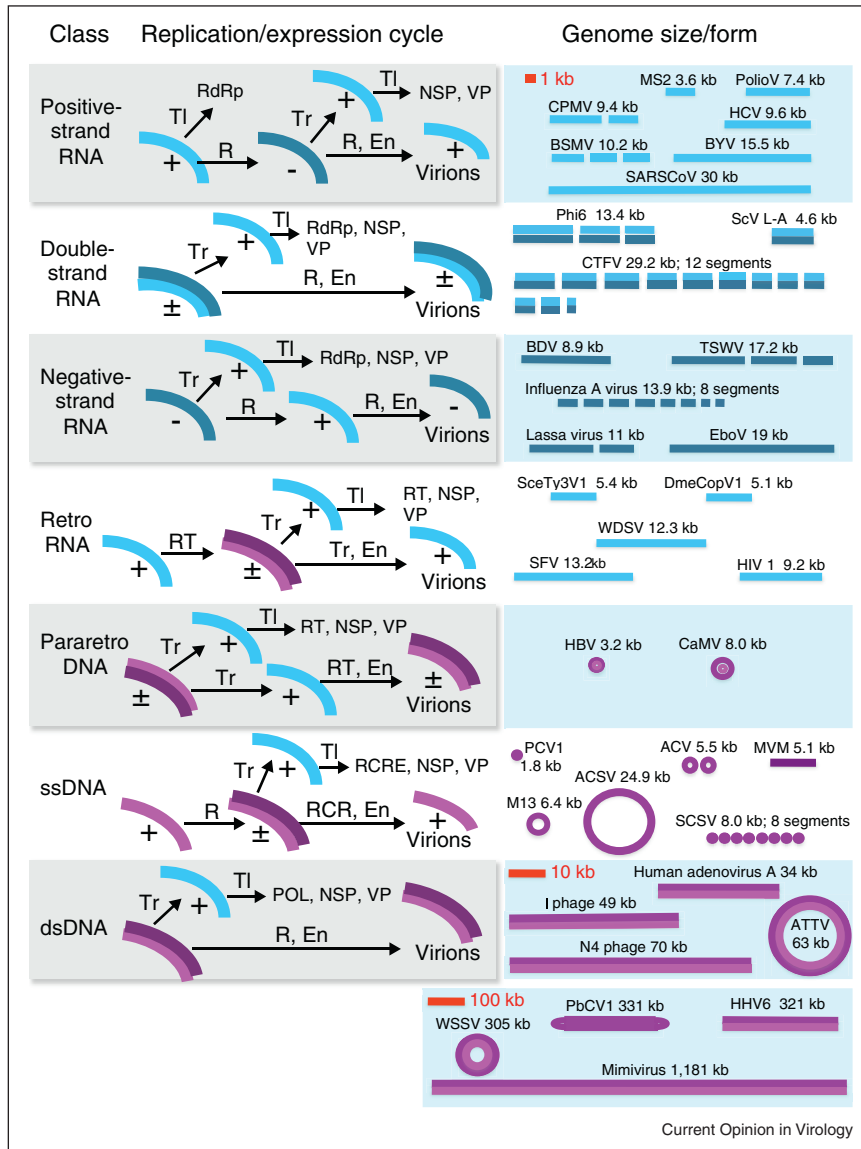 Class Replication/expression cycle Genome size/form
Positive-
strand
RNA
RdRp
Tl
+
R
-
Tr
+
Tl
NSP, VP
R, En
+
Virions
1 kb
MS2 3.6 kb
PolioV 7.4 kb
CPMV 9.4 kb
HCV 9.6 kb
BSMV 10.2 kb
BYV 15.5 kb
SARSCoV 30 kb
Double-
strand
RNA
±
Tr
+
Tl
RdRp, NSP,
VP
R, En
±
Virions
Phi6 13.4 kb
ScV L-A 4.6 kb
CTFV 29.2 kb; 12 segments
Negative-
strand
RNA
-
Tr
+
Tl
RdRp, NSP, VP
R
+
R, En
-
Virions
BDV 8.9 kb
TSWV 17.2 kb
Influenza A virus 13.9 kb; 8 segments
Lassa virus 11 kb
EboV 19 kb
Retro
RNA
+
RT
±
Tr
+
Tl
RT, NSP,
VP
Tr, En
+
Virions
SceTy3V1 5.4 kb
DmeCopV1 5.1 kb
WDSV 12.3 kb
SFV 13.2kb
HIV 1 9.2 kb
Pararetro
DNA
±
Tr
+
Tl
RT, NSP, VP
Tr
+
RT, En
±
Virions
HBV 3.2 kb
CaMV 8.0 kb
ssDNA
+
R
±
Tr
+
Tl
RCRE, NSP, VP
RCR, En
+
Virions
PCV1
1.8 kb
ACV 5.5 kb
MVM 5.1 kb
ACSV 24.9 kb
M13 6.4 kb
SCSV 8.0 kb; 8 segments
dsDNA
Tr
+
Tl
POL, NSP, VP
R, En
Virions
10 kb
Human adenovirus A 34 kb
l phage 49 kb
ATTV
63 kb
N4 phage 70 kb
100 kb
PbCV1 331 kb
HHV6 321 kb
WSSV 305 kb
Mimivirus 1,181 kb
Current Opinion in Virology